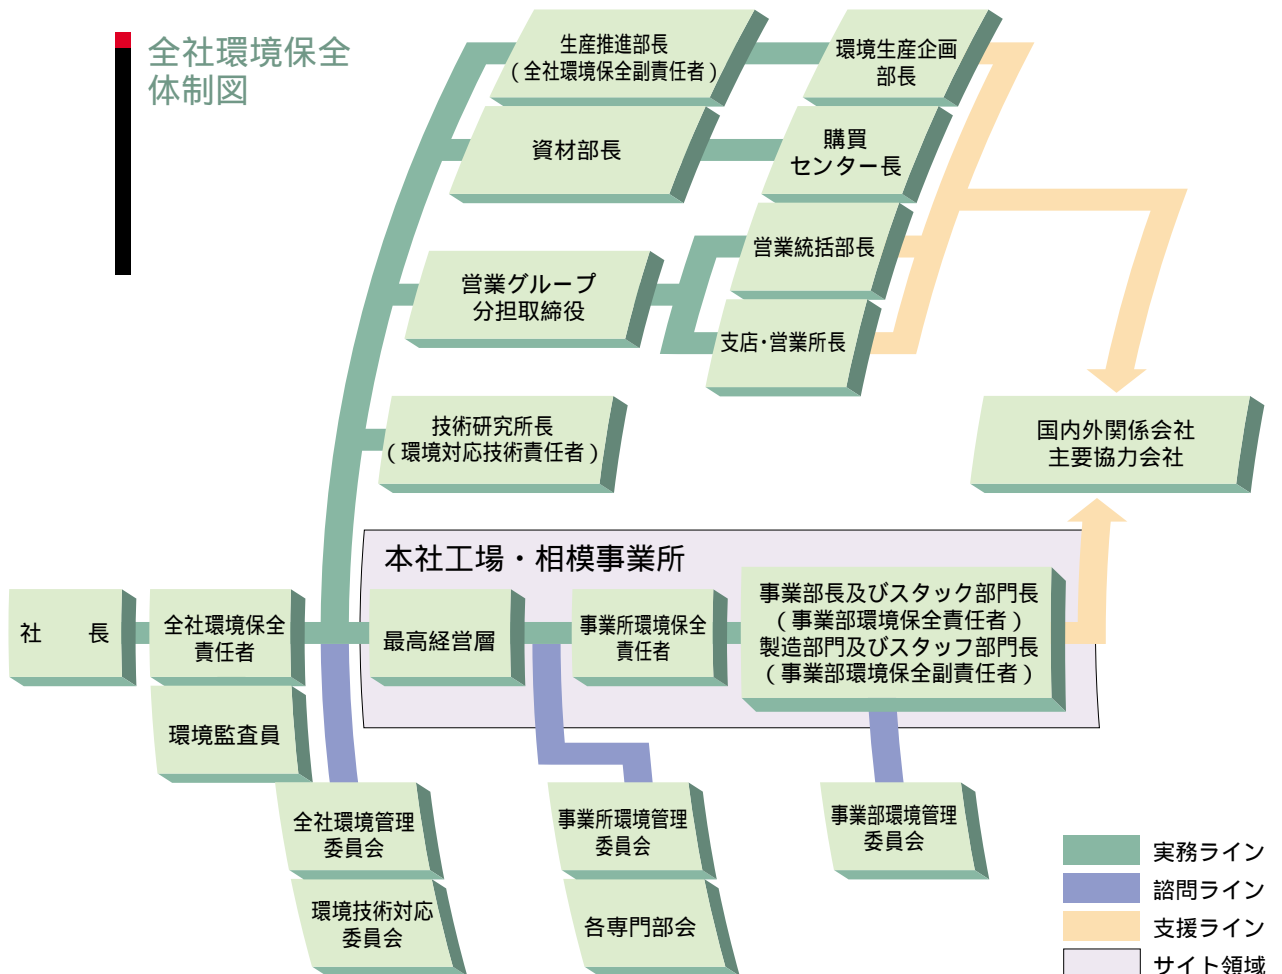 全社環境保全
体制図
生産推進部長
(全社環境保全副責任者)
環境生産企画
部長
資材部長
購買
センター長
営業グループ
分担取締役
営業統括部長
支店・営業所長
技術研究所長
(環境対応技術責任者)
国内外関係会社
主要協力会社
本社工場・相模事業所
社　　長
全社環境保全
責任者
最高経営層
事業所環境保全
責任者
事業部長及びスタック部門長
(事業部環境保全責任者)
製造部門及びスタッフ部門長
(事業部環境保全副責任者)
環境監査員
全社環境管理
委員会
環境技術対応
委員会
事業所環境管理
委員会
各専門部会
事業部環境管理
委員会
実務ライン
諮問ライン
支援ライン
サイト領域